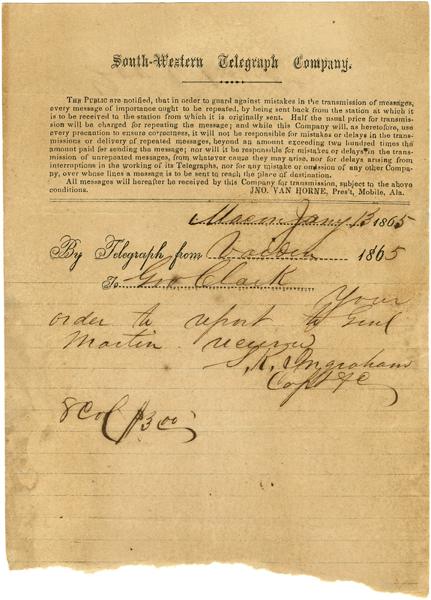 South-Western Telegraph Company.
THE PUBLIC are notified, that in order to guard against mistakes in the transmission of messages,
every message of importance ought to be repeated, by being sent back from the station at which it
is to be received to the station from which it is originally sent. Half the usual price for transmis-
sion will be charged for repeating the message; and while this Company will, as heretofore, use
every precaution to ensure correctness, it will not be responsible for mistakes or delays in the trans-
missions or delivery of repeated messages, beyond an amount exceeding two hundred times the
amount paid for sending the message; nor will it be responsible for mistakes or delays in the trans-
mission of unrepeated messages, from whatever cause they may arise, nor for delays arising from
interruptions in the working of its Telegraphs, nor for any mistake or omission of any other Company,
over whose lines a message is to be sent to reach the place of destination.
All messages will hereafter be received by this Company for transmission, subject to the above
conditions.
JNO. VAN HORNE, Pres't, Mobile, Ala.
Macon Jany 13 1865
By Telegraph from Vaiden 1865
To Geo Clark
Your
order to report to Genl
Martin received
S. K. Ingraham
Capt &c
8 Col $3 00